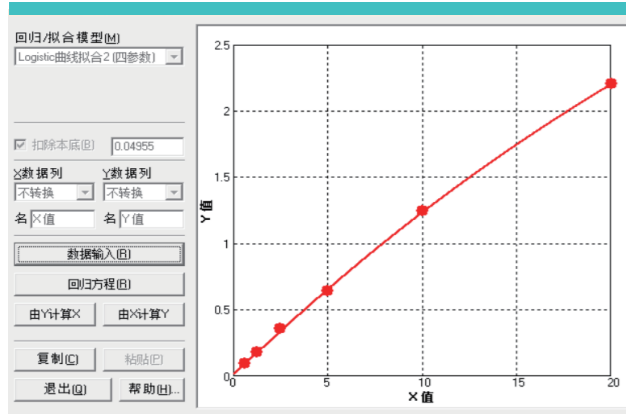 回归/拟合模型(M)
Logistic曲线拟合2 (四参数)
扣除本底(B) 0.04955
X数据列 Y数据列
不转换 不转换
名 X值 名 Y值
数据输入(R)
回归方程(R)
由Y计算X 由X计算Y
复制(C) 粘贴(P)
退出(Q) 帮助(H)...
2.5
2
1.5
1
0.5
0
Y值
0 5 10 15 20
X值